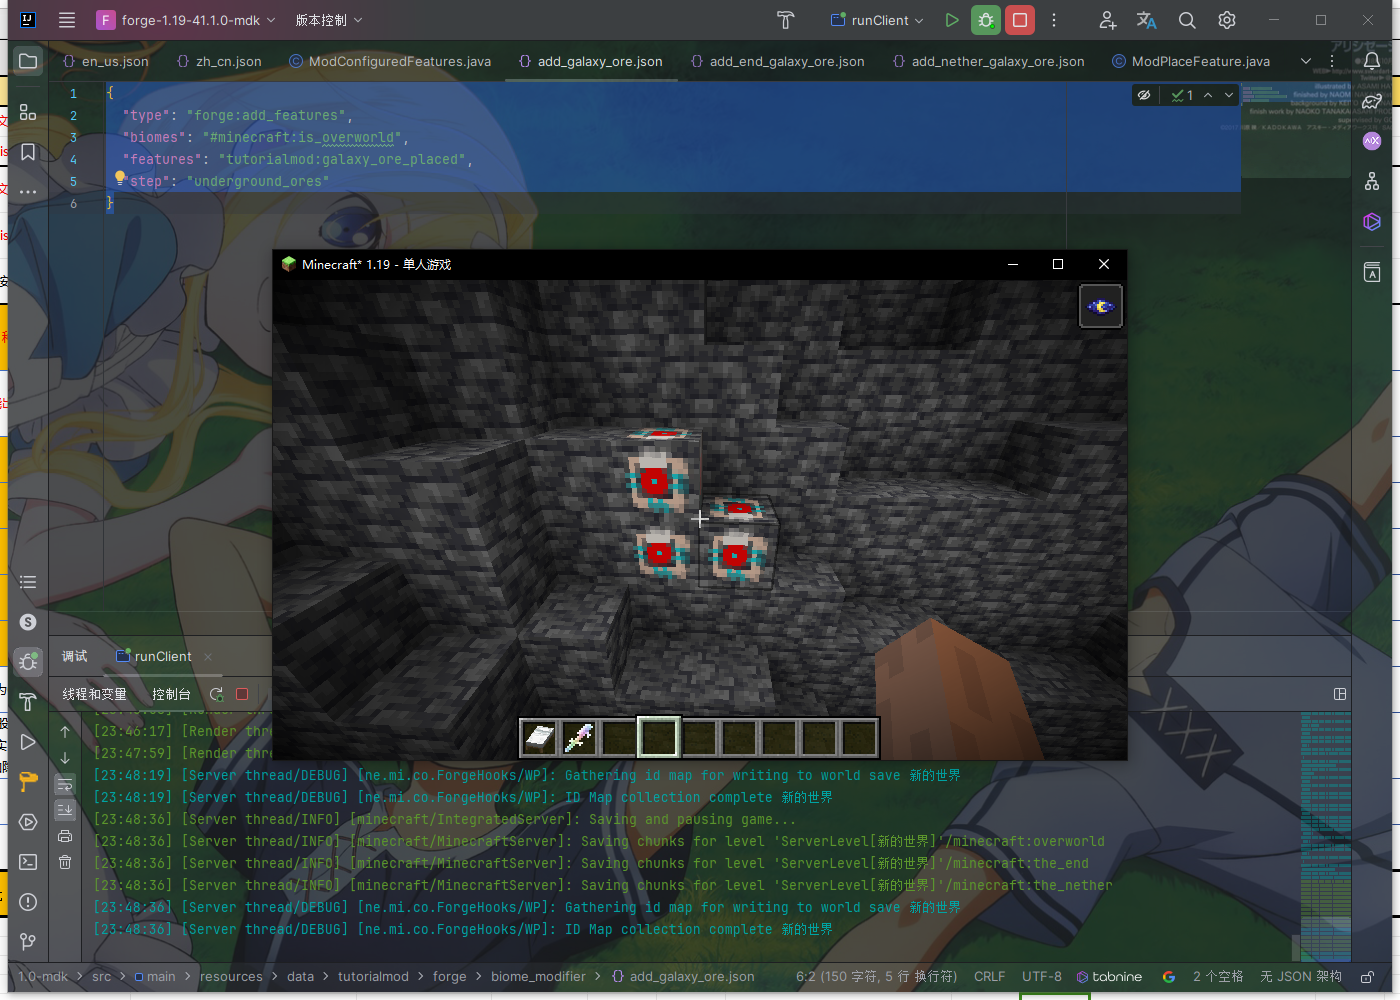 forge-1.19-41.1.0-mdk 版本控制 runClient
en_us.json zh_cn.json ModConfiguredFeatures.java add_galaxy_ore.json add_end_galaxy_ore.json add_nether_galaxy_ore.json ModPlaceFeature.java
1 {
2 "type": "forge:add_features",
3 "biomes": "#minecraft:is_overworld",
4 "features": "tutorialmod:galaxy_ore_placed",
5 "step": "underground_ores"
6 }
1
Minecraft* 1.19 - 单人游戏
调试 runClient
线程和变量 控制台
[23:46:17] [Render thre
[23:47:59] [Render thre
[23:48:19] [Server thread/DEBUG] [ne.mi.co.ForgeHooks/WP]: Gathering id map for writing to world save 新的世界
[23:48:19] [Server thread/DEBUG] [ne.mi.co.ForgeHooks/WP]: ID Map collection complete 新的世界
[23:48:36] [Server thread/INFO] [minecraft/IntegratedServer]: Saving and pausing game...
[23:48:36] [Server thread/INFO] [minecraft/MinecraftServer]: Saving chunks for level 'ServerLevel[新的世界]'/minecraft:overworld
[23:48:36] [Server thread/INFO] [minecraft/MinecraftServer]: Saving chunks for level 'ServerLevel[新的世界]'/minecraft:the_end
[23:48:36] [Server thread/INFO] [minecraft/MinecraftServer]: Saving chunks for level 'ServerLevel[新的世界]'/minecraft:the_nether
[23:48:36] [Server thread/DEBUG] [ne.mi.co.ForgeHooks/WP]: Gathering id map for writing to world save 新的世界
[23:48:36] [Server thread/DEBUG] [ne.mi.co.ForgeHooks/WP]: ID Map collection complete 新的世界
1.0-mdk > src > main > resources > data > tutorialmod > forge > biome_modifier > add_galaxy_ore.json 6:2 (150 字符, 5 行 换行符) CRLF UTF-8 tabnine 2 个空格 无 JSON 架构